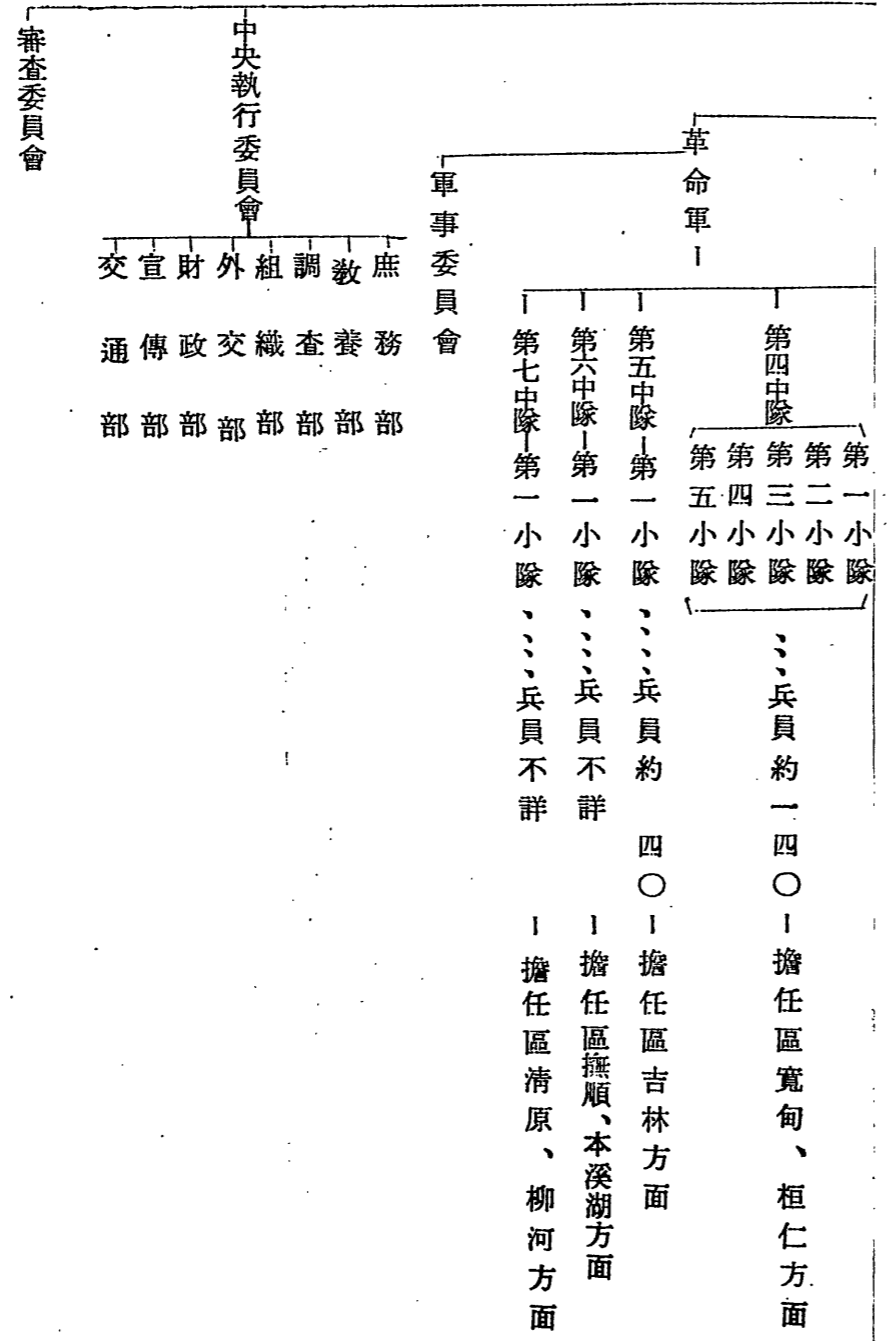 革命軍
第四中隊
第一小隊
第二小隊
第三小隊
第四小隊
第五小隊
、、、兵員約一四〇
擔任區寬甸、桓仁方面
第五中隊
第一小隊、、、、兵員約 四〇
擔任區吉林方面
第六中隊
第一小隊、、、、兵員不詳
擔任區撫順、本溪湖方面
第七中隊
第一小隊、、、、兵員不詳
擔任區淸原、柳河方面
軍事委員會
中央執行委員會
庶務部
敎養部
調査部
組織部
外交部
財政部
宣傳部
交通部
審査委員會